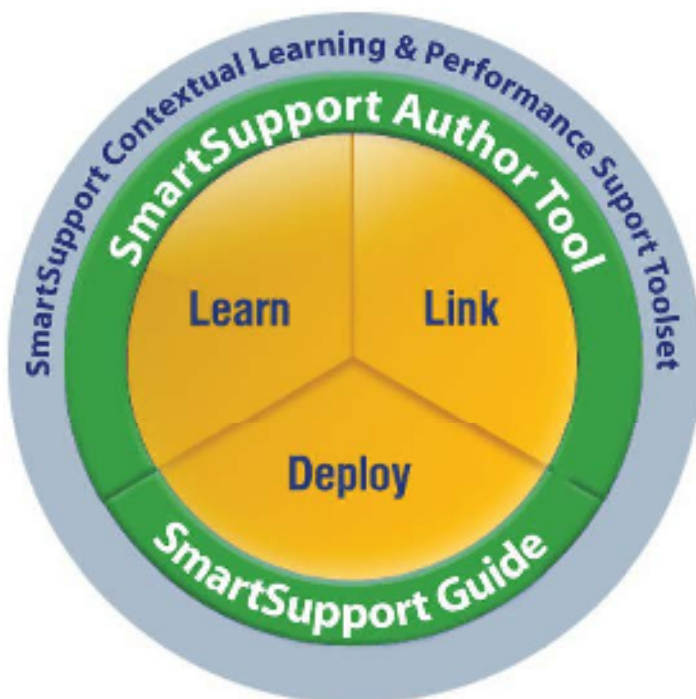 SmartSupport Contextual Learning & Performance Suport Toolset
SmartSupport Author Tool
Learn
Link
Deploy
SmartSupport Guide